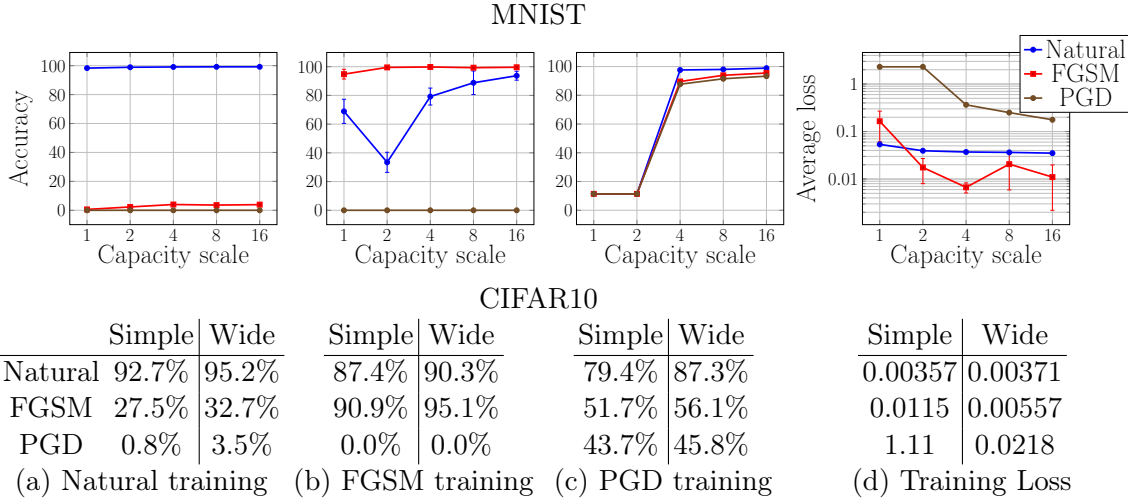 MNIST
Natural
FGSM
PGD
Accuracy
100
80
60
40
20
0
1 2 4 8 16
Capacity scale
100
80
60
40
20
0
1 2 4 8 16
Capacity scale
100
80
60
40
20
0
1 2 4 8 16
Capacity scale
Average loss
1
0.1
0.01
1 2 4 8 16
Capacity scale
CIFAR10
Simple Wide Simple Wide Simple Wide Simple Wide
Natural 92.7% 95.2% 87.4% 90.3% 79.4% 87.3% 0.00357 0.00371
FGSM 27.5% 32.7% 90.9% 95.1% 51.7% 56.1% 0.0115 0.00557
PGD 0.8% 3.5% 0.0% 0.0% 43.7% 45.8% 1.11 0.0218
(a) Natural training (b) FGSM training (c) PGD training (d) Training Loss